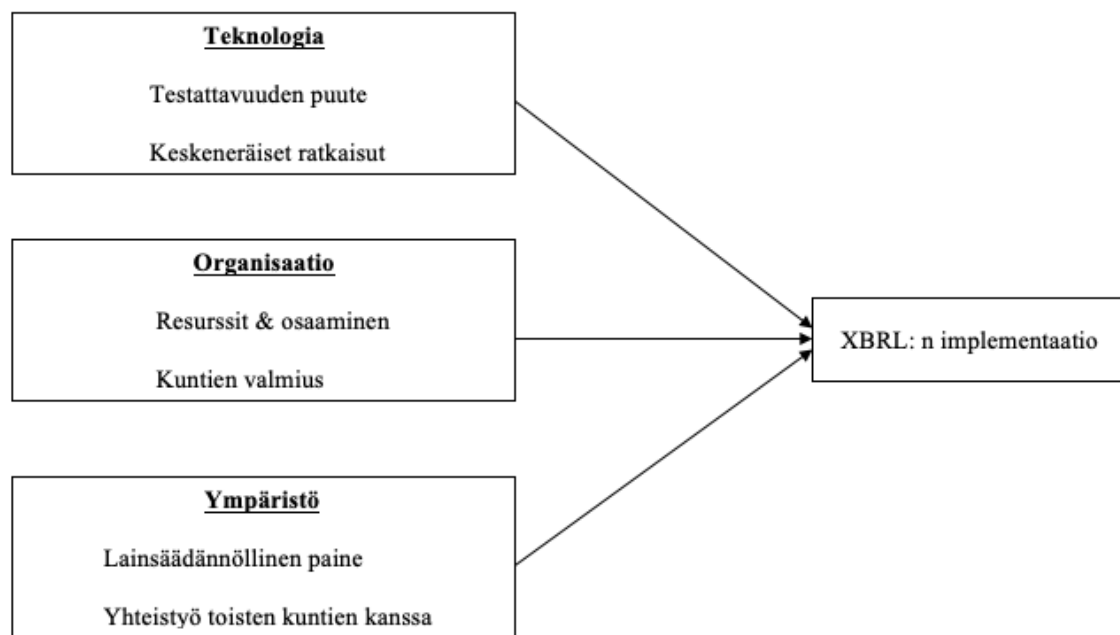 Teknologia
Testattavuuden puute
Keskeneräiset ratkaisut
Organisaatio
Resurssit & osaaminen
Kuntien valmius
XBRL: n implementaatio
Ympäristö
Lainsäädännöllinen paine
Yhteistyö toisten kuntien kanssa